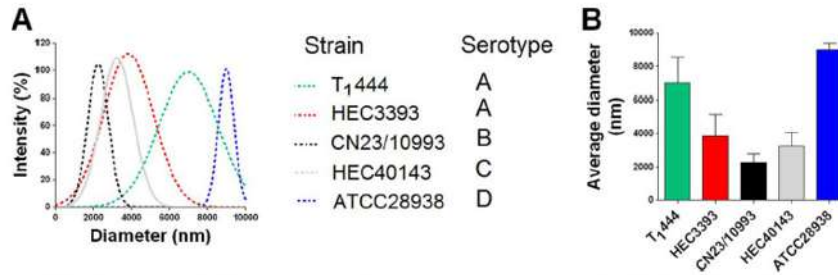 A
Intensity (%)
120
100
80
60
40
20
0
0 2000 4000 6000 8000 10000
Diameter (nm)
Strain Serotype
T1444 A
HEC3393 A
CN23/10993 B
HEC40143 C
ATCC28938 D
B
Average diameter
(nm)
10000
8000
6000
4000
2000
0
T1444 HEC3393 CN23/10993 HEC40143 ATCC28938